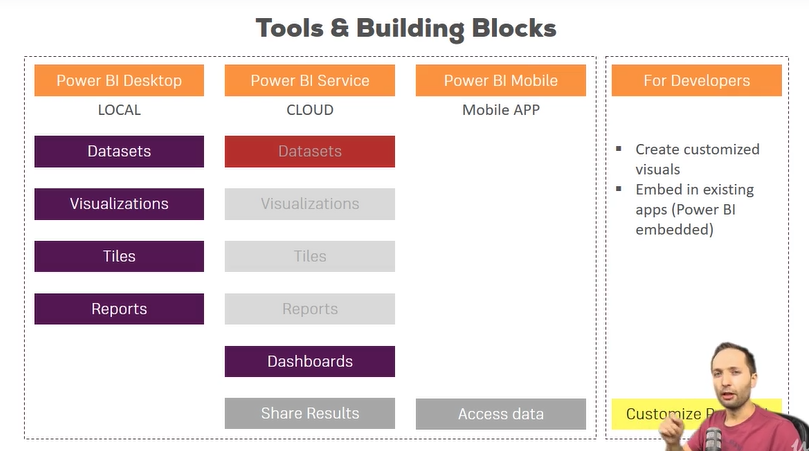 Tools & Building Blocks
Power BI Desktop
LOCAL
Datasets
Visualizations
Tiles
Reports
Power BI Service
CLOUD
Datasets
Visualizations
Tiles
Reports
Dashboards
Share Results
Power BI Mobile
Mobile APP
Access data
For Developers
▪ Create customized
visuals
▪ Embed in existing
apps (Power BI
embedded)
Customize